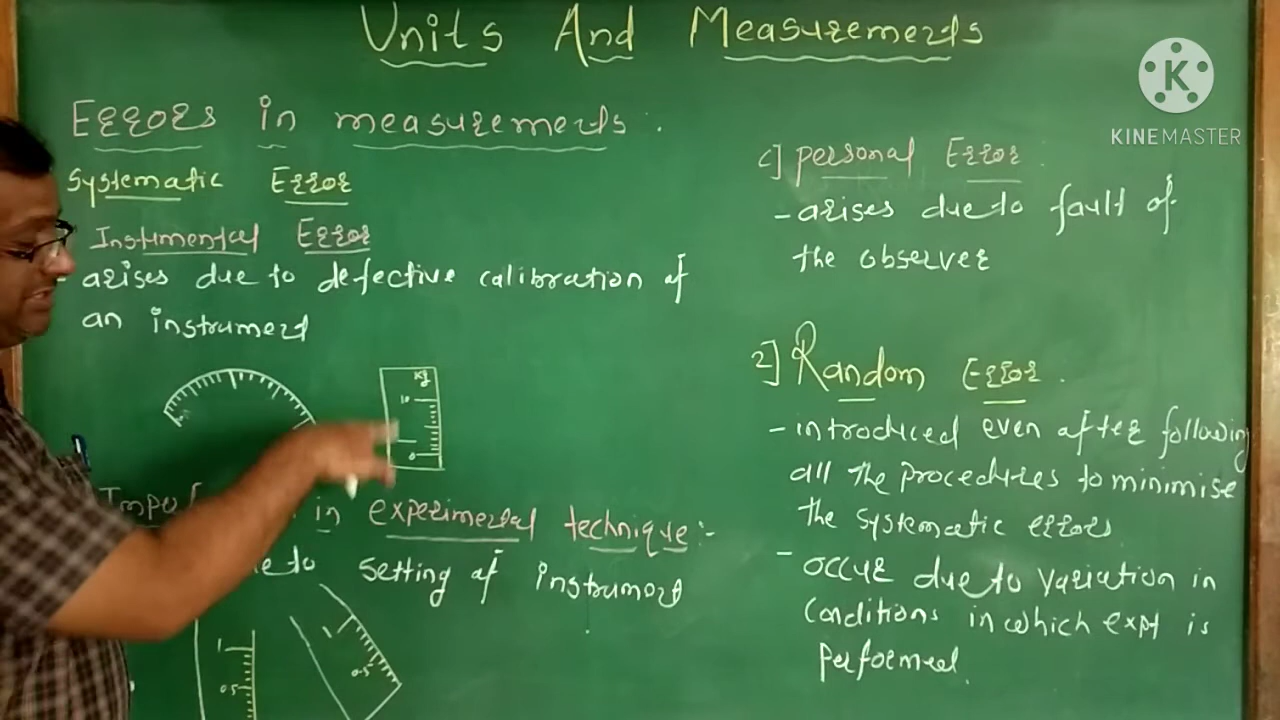 Units And Measurements
Errors in measurements :
Systematic Error
Instrumental Error
- arises due to defective calibration of
an instrument
Kg
10
0
in experimental technique:-
to setting of instrument
1
0.5
1
0.5
c] personal Error :
- arises due to fault of
the observer
2] Random Error .
- introduced even after following
all the procedures to minimise
the systematic errors
- occur due to variation in
conditions in which expt is
performed.
K
KINEMASTER